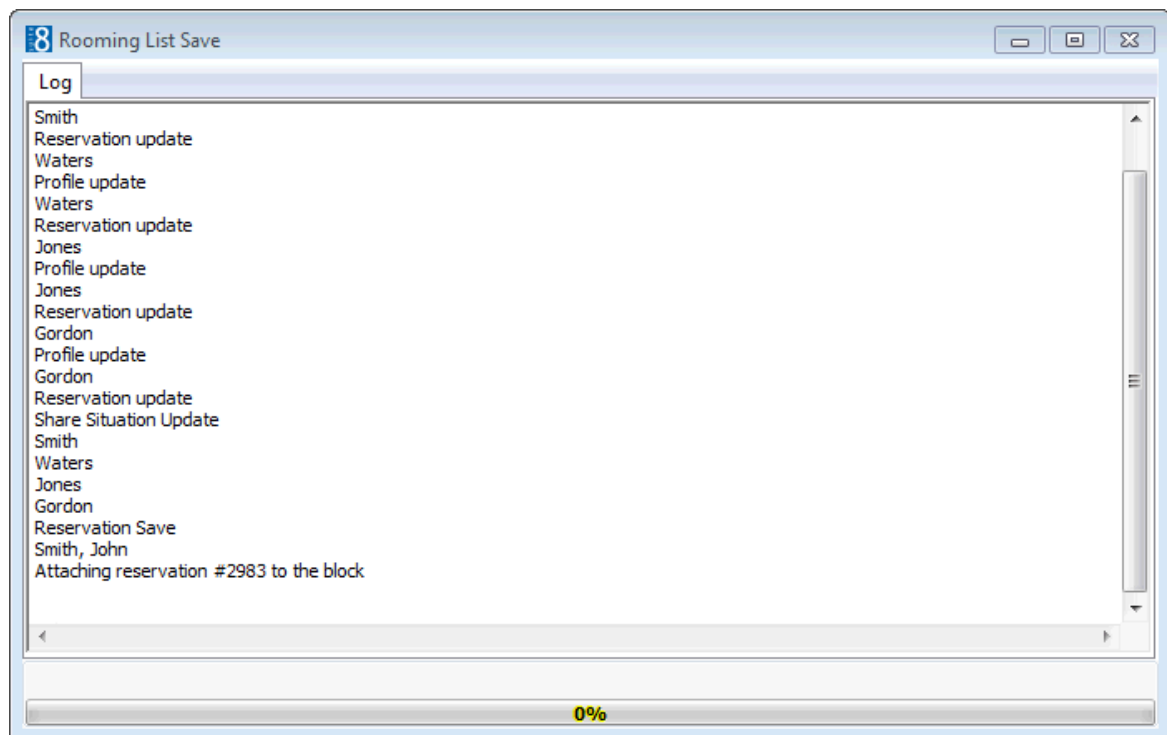 8 Rooming List Save
Log
Smith
Reservation update
Waters
Profile update
Waters
Reservation update
Jones
Profile update
Jones
Reservation update
Gordon
Profile update
Gordon
Reservation update
Share Situation Update
Smith
Waters
Jones
Gordon
Reservation Save
Smith, John
Attaching reservation #2983 to the block
0%